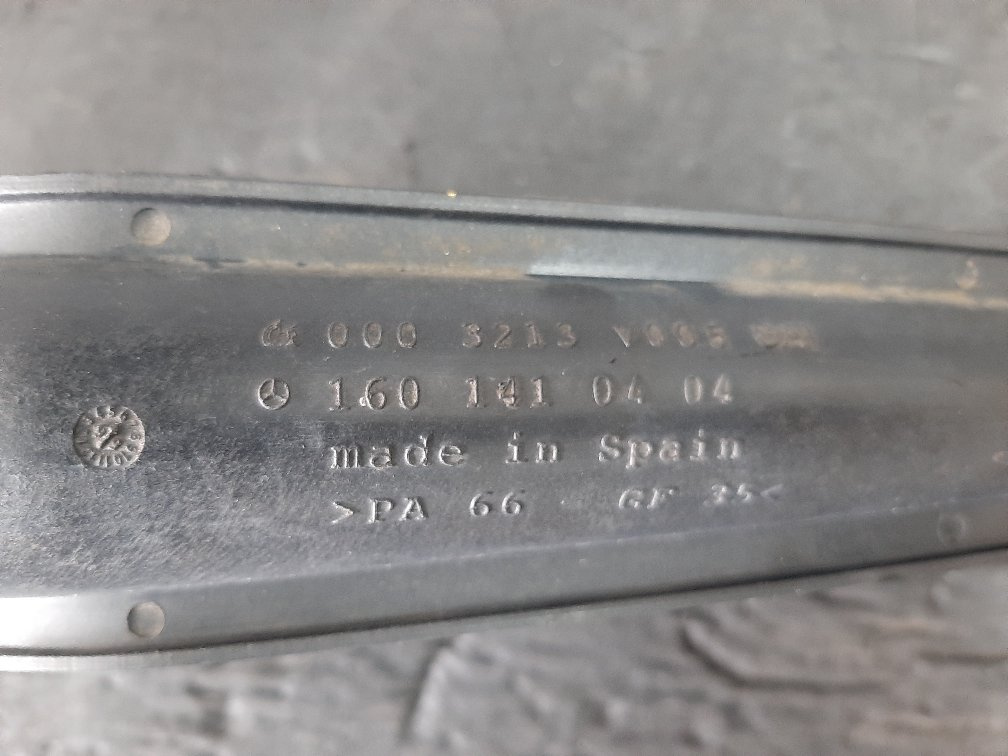 000 3213 V005
160 141 04 04
made in Spain
>PA 66 GF 35<